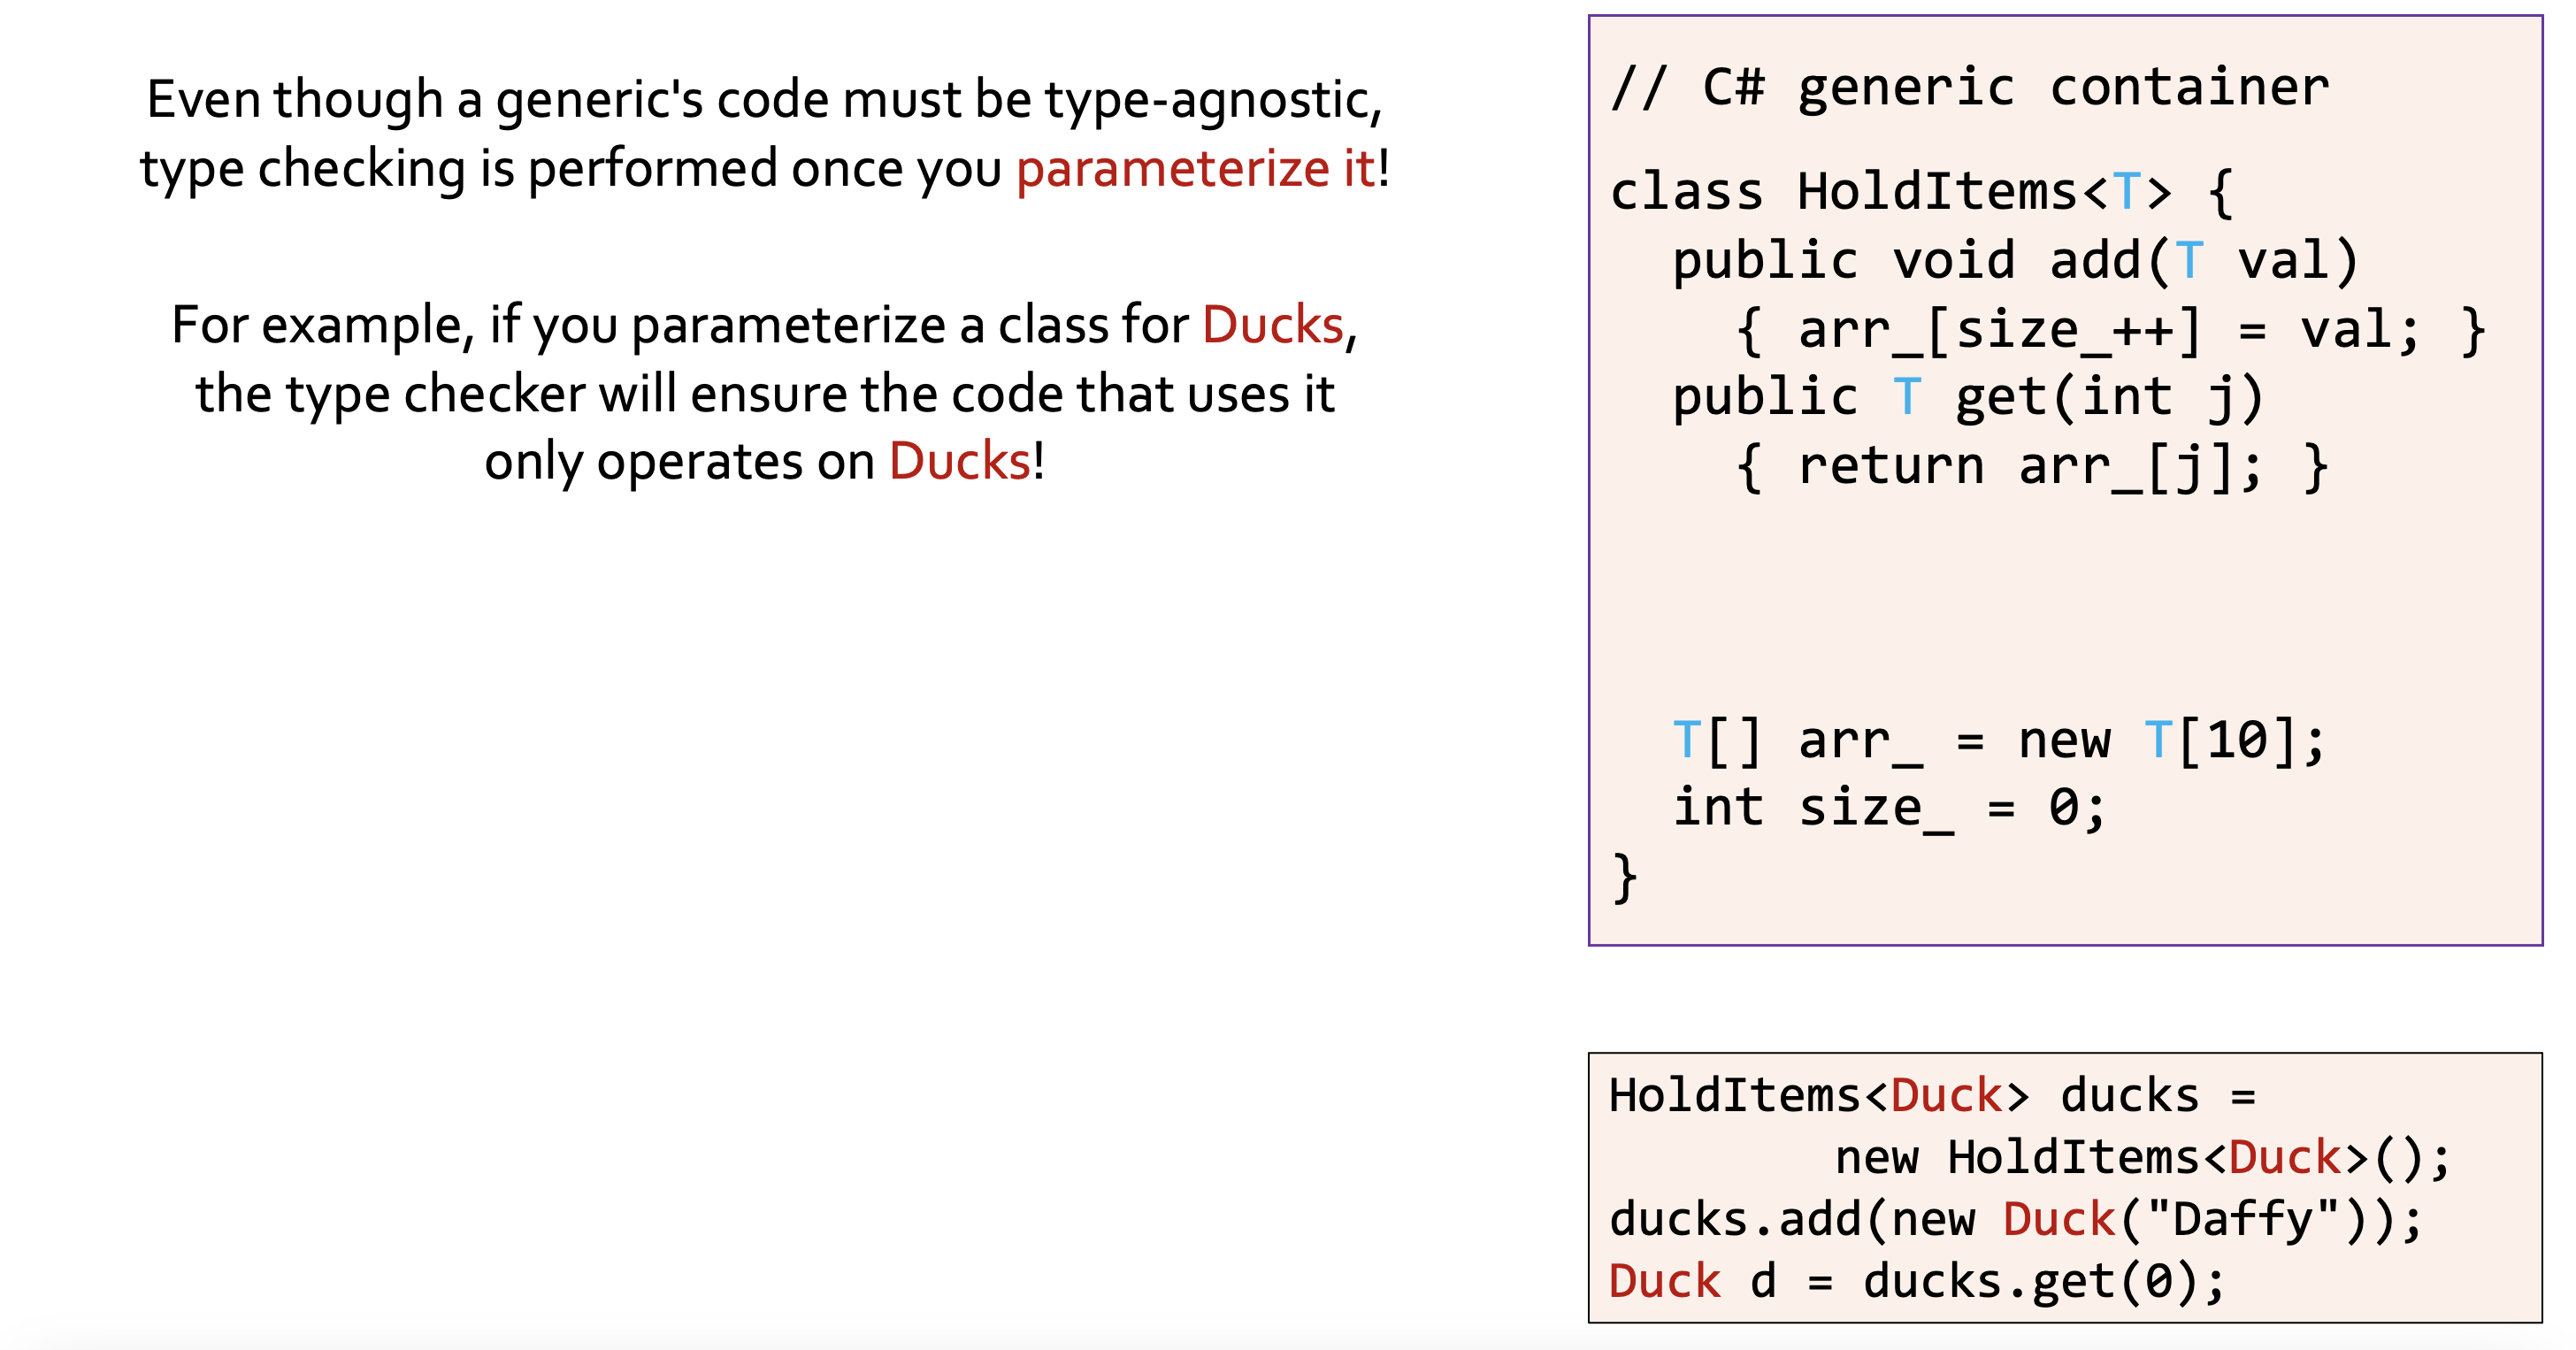 Even though a generic's code must be type-agnostic,
type checking is performed once you parameterize it!
For example, if you parameterize a class for Ducks,
the type checker will ensure the code that uses it
only operates on Ducks!
// C# generic container
class HoldItems<T> {
  public void add(T val)
    { arr_[size_++] = val; }
  public T get(int j)
    { return arr_[j]; }
  T[] arr_ = new T[10];
  int size_ = 0;
}
HoldItems<Duck> ducks =
        new HoldItems<Duck>();
ducks.add(new Duck("Daffy"));
Duck d = ducks.get(0);